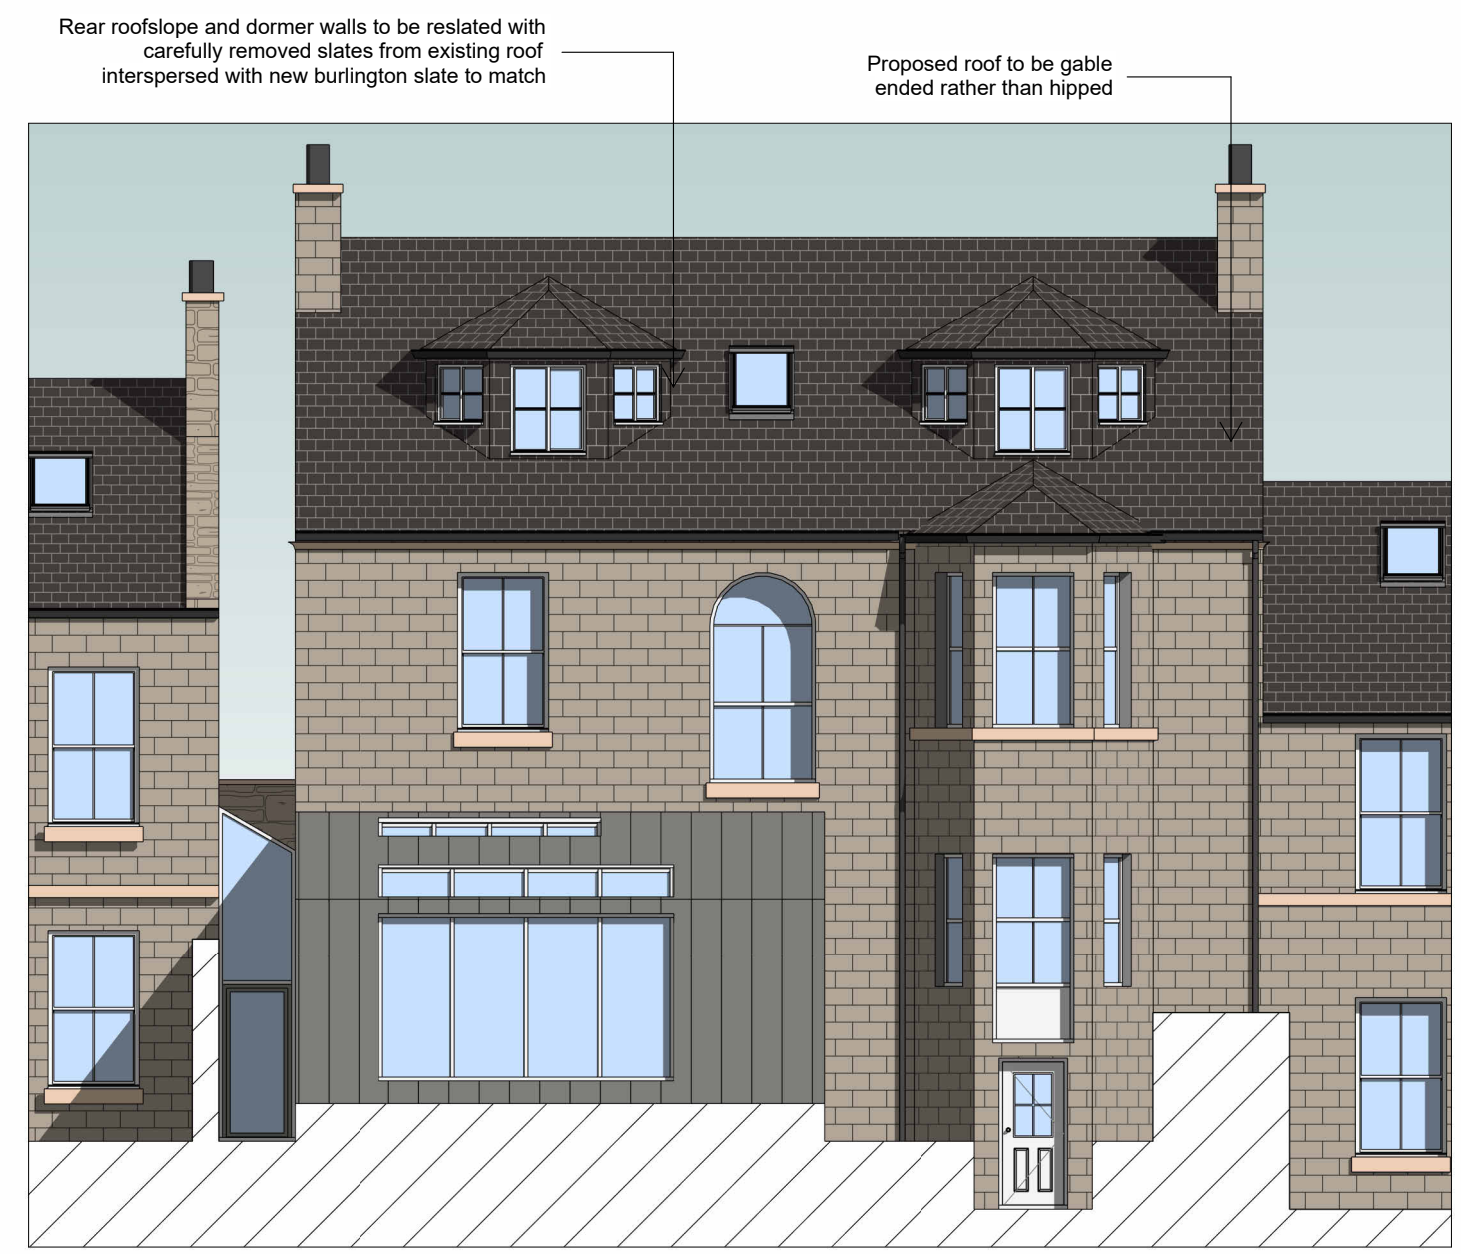 Rear roofslope and dormer walls to be reslated with
carefully removed slates from existing roof
interspersed with new burlington slate to match
Proposed roof to be gable
ended rather than hipped